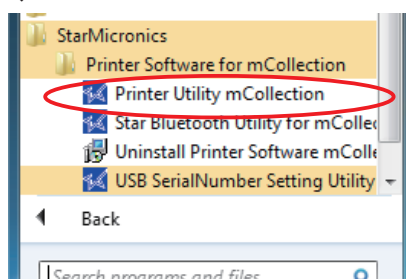 StarMicronics
Printer Software for mCollection
Printer Utility mCollection
Star Bluetooth Utility for mCollec
Uninstall Printer Software mColle
USB SerialNumber Setting Utility
Back
Search programs and files